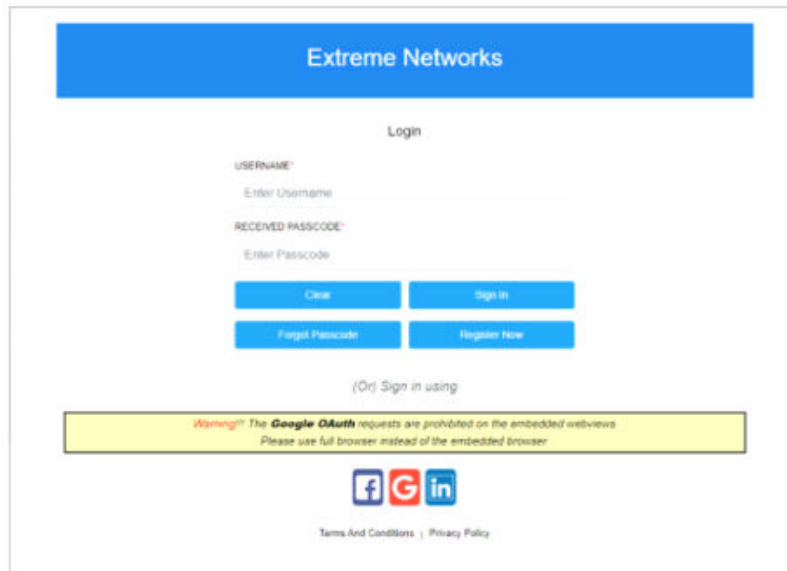 Extreme Networks
Login
USERNAME*
Enter Username
RECEIVED PASSCODE*
Enter Passcode
Clear Sign In
Forgot Passcode Register Now
(Or) Sign in using
Warning!!! The Google OAuth requests are prohibited on the embedded webviews
Please use full browser instead of the embedded browser
f G in
Terms And Conditions | Privacy Policy